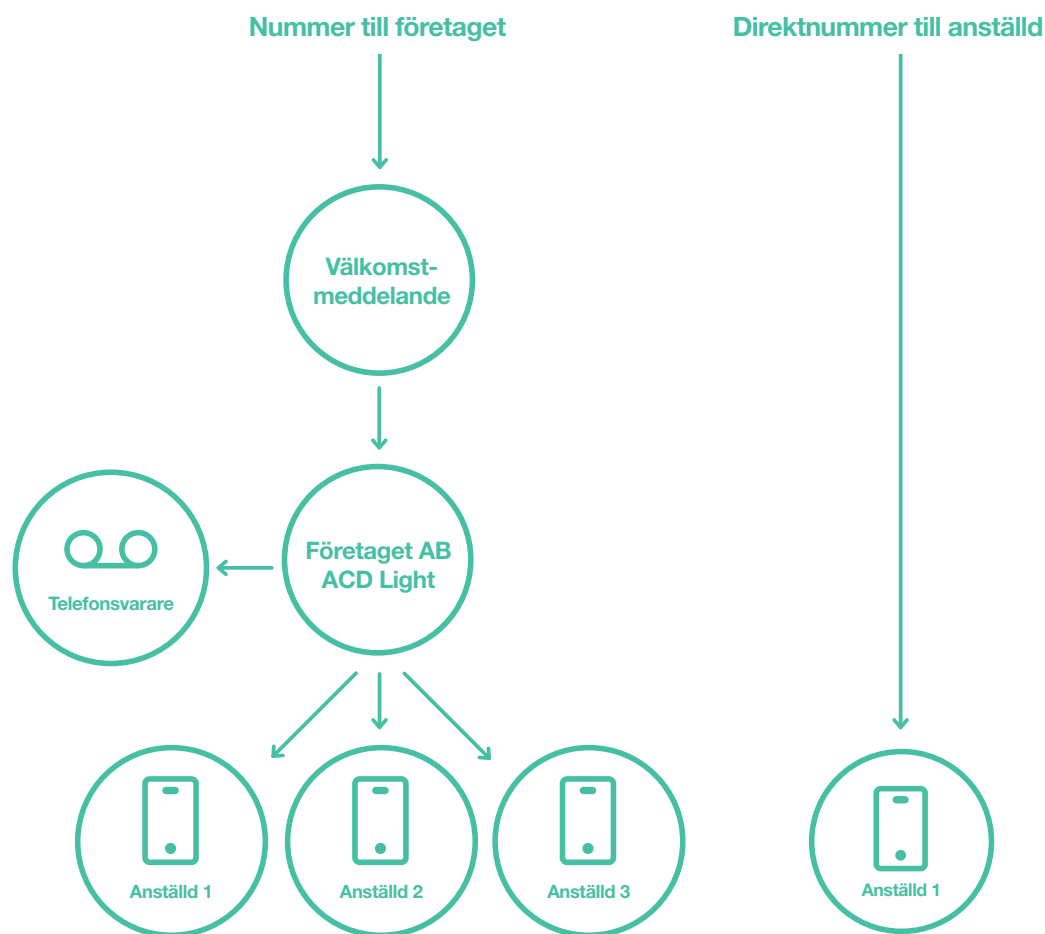 Nummer till företaget
Direktnummer till anställd
Välkomst-
meddelande
Företaget AB
ACD Light
Telefonsvarare
Anställd 1
Anställd 2
Anställd 3
Anställd 1